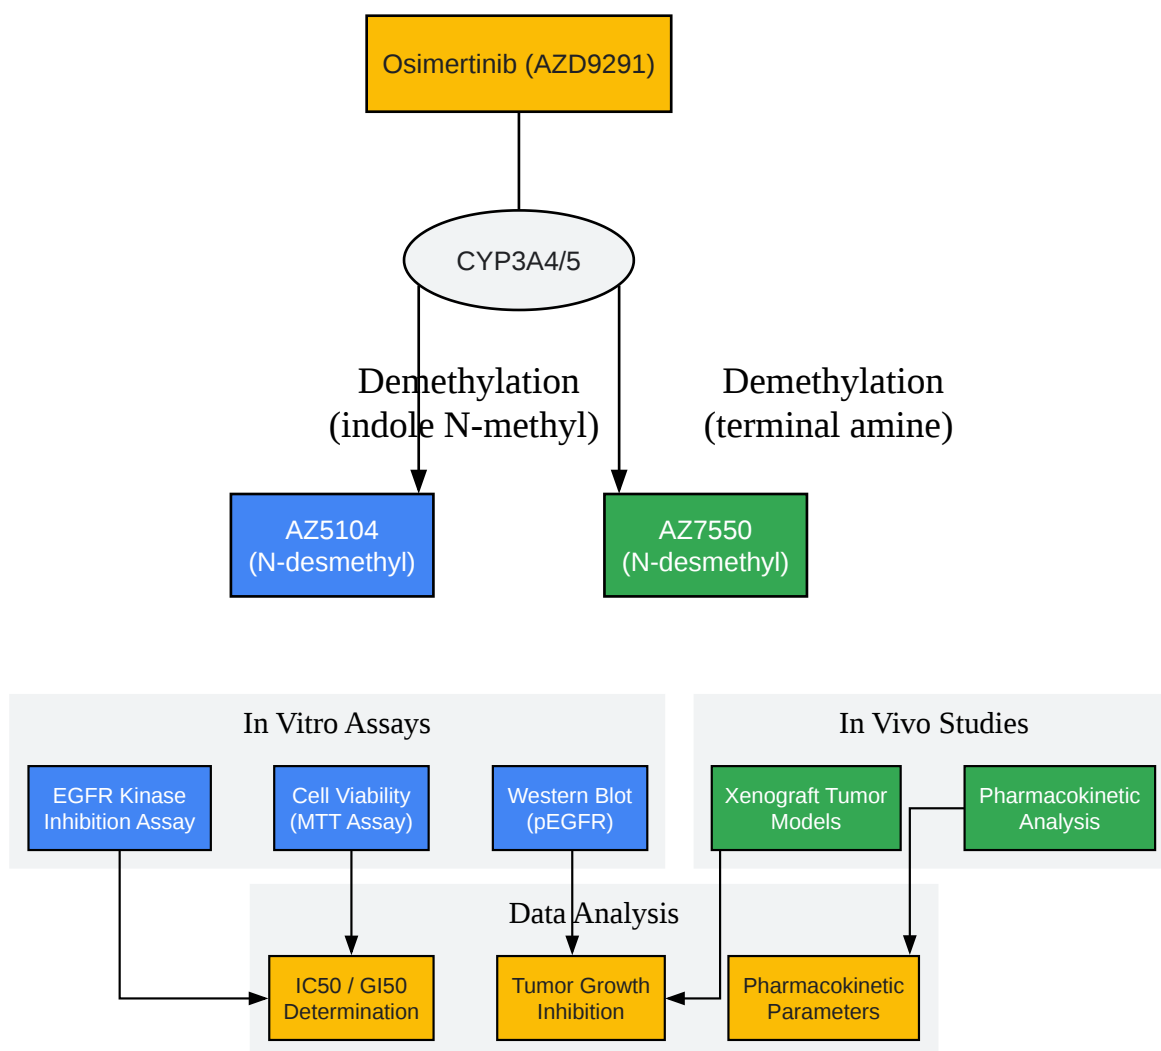 Osimertinib (AZD9291)
CYP3A4/5
Demethylation
(indole N-methyl)
Demethylation
(terminal amine)
AZ5104
(N-desmethyl)
AZ7550
(N-desmethyl)
In Vitro Assays
In Vivo Studies
EGFR Kinase
Inhibition Assay
Cell Viability
(MTT Assay)
Western Blot
(pEGFR)
Xenograft Tumor
Models
Pharmacokinetic
Analysis
Data Analysis
IC50 / GI50
Determination
Tumor Growth
Inhibition
Pharmacokinetic
Parameters